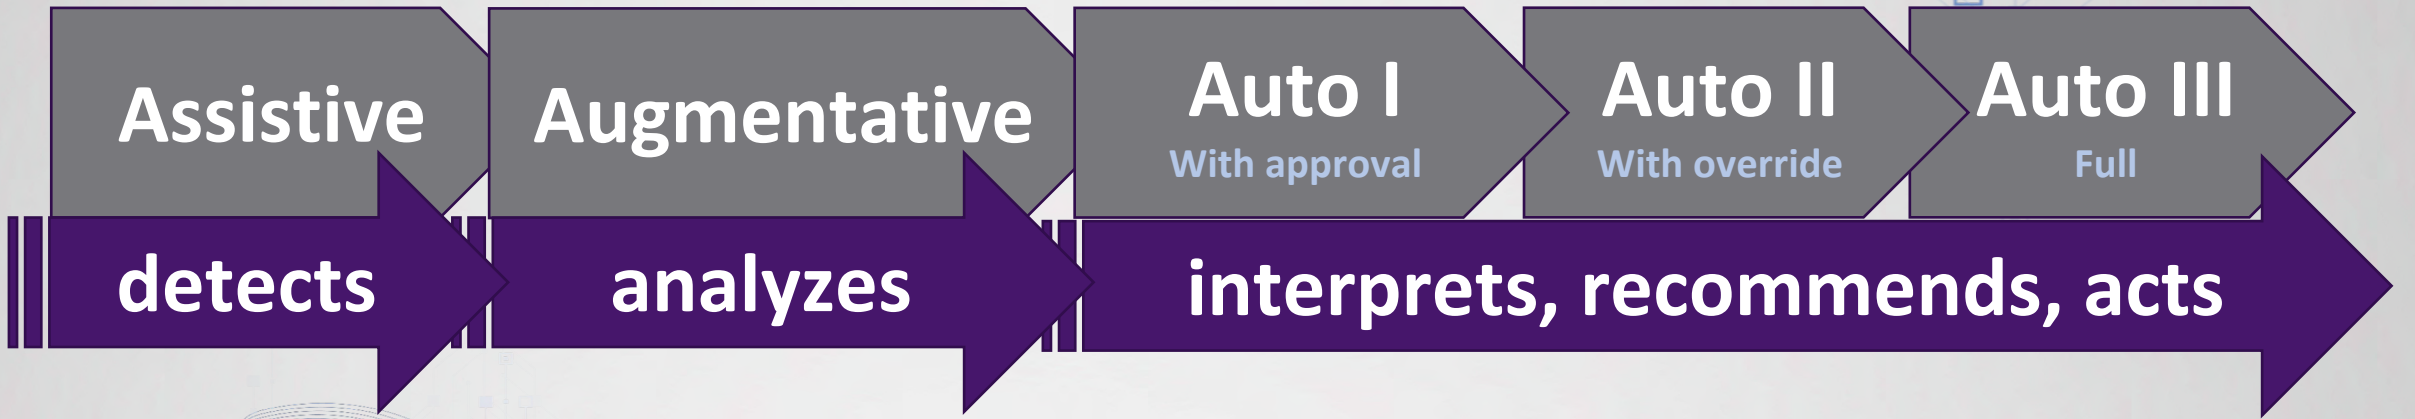 Assistive
Augmentative
Auto I
With approval
Auto II
With override
Auto III
Full
detects
analyzes
interprets, recommends, acts